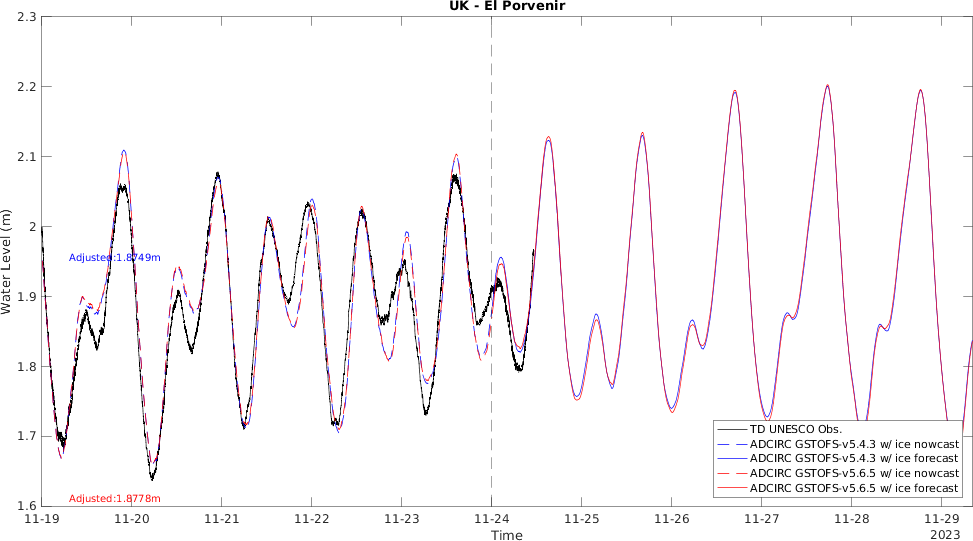 UK - El Porvenir
2.3
2.2
2.1
2
1.9
1.8
1.7
1.6
Water Level (m)
Adjusted:1.8749m
Adjusted:1.8778m
TD UNESCO Obs.
ADCIRC GSTOFS-v5.4.3 w/ ice nowcast
ADCIRC GSTOFS-v5.4.3 w/ ice forecast
ADCIRC GSTOFS-v5.6.5 w/ ice nowcast
ADCIRC GSTOFS-v5.6.5 w/ ice forecast
11-19 11-20 11-21 11-22 11-23 11-24 11-25 11-26 11-27 11-28 11-29
2023
Time